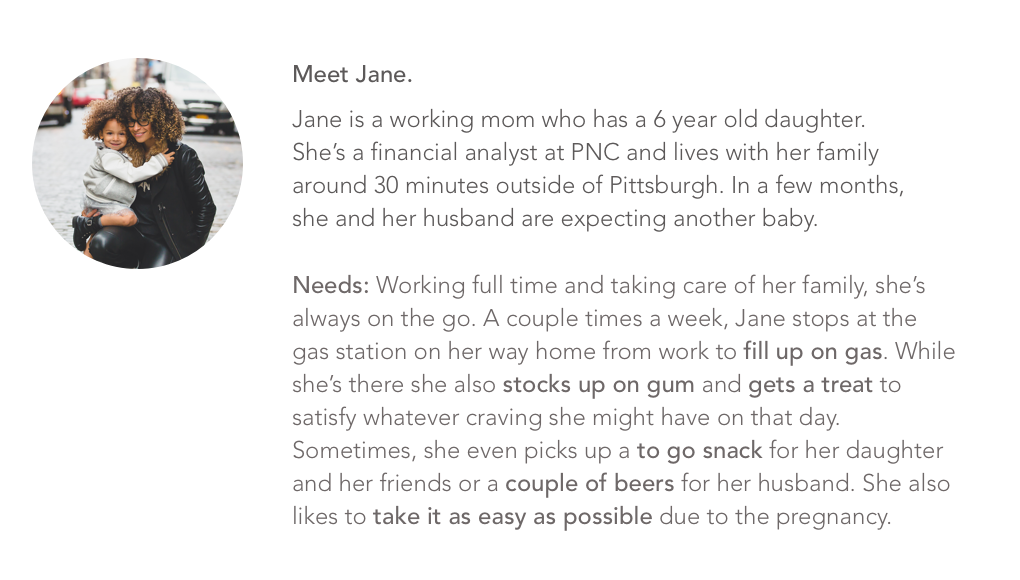 Meet Jane.
Jane is a working mom who has a 6 year old daughter.
She’s a financial analyst at PNC and lives with her family
around 30 minutes outside of Pittsburgh. In a few months,
she and her husband are expecting another baby.
Needs: Working full time and taking care of her family, she’s
always on the go. A couple times a week, Jane stops at the
gas station on her way home from work to fill up on gas. While
she’s there she also stocks up on gum and gets a treat to
satisfy whatever craving she might have on that day.
Sometimes, she even picks up a to go snack for her daughter
and her friends or a couple of beers for her husband. She also
likes to take it as easy as possible due to the pregnancy.